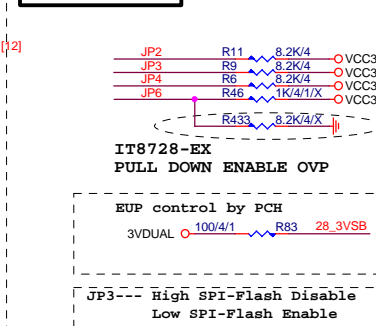 [12]
JP2 R11 8.2K/4 VCC3
JP3 R9 8.2K/4 VCC3
JP4 R6 8.2K/4 VCC3
JP6 R46 1K/4/1/X VCC3
R433 8.2K/4/X
IT8728-EX
PULL DOWN ENABLE OVP
EUP control by PCH
3VDUAL 100/4/1 R83 28_3VSB
JP3--- High SPI-Flash Disable
Low SPI-Flash Enable